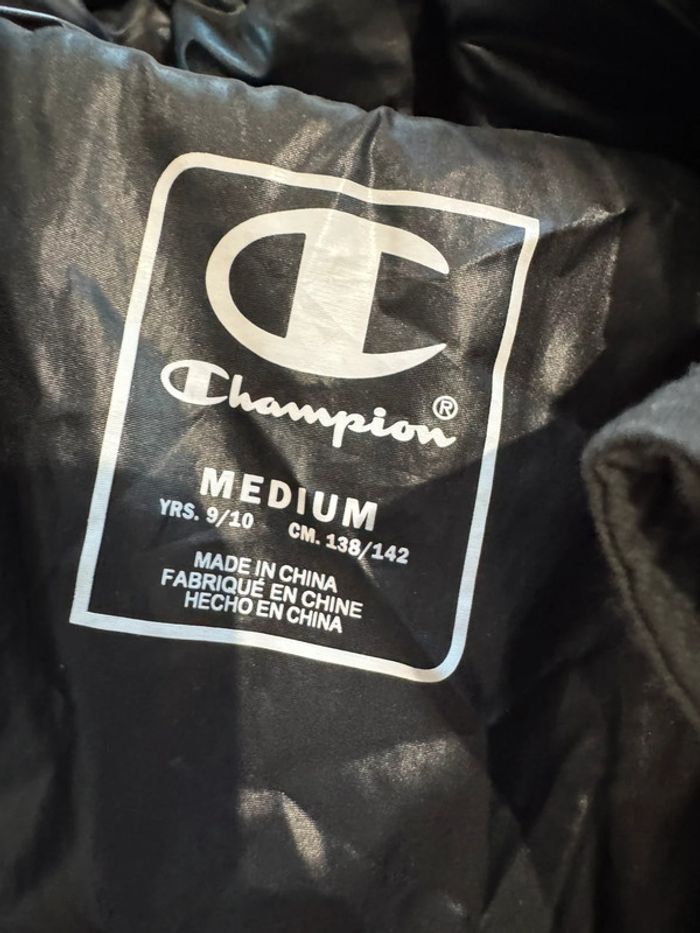 Champion®
MEDIUM
YRS. 9/10 CM. 138/142
MADE IN CHINA
FABRIQUÉ EN CHINE
HECHO EN CHINA